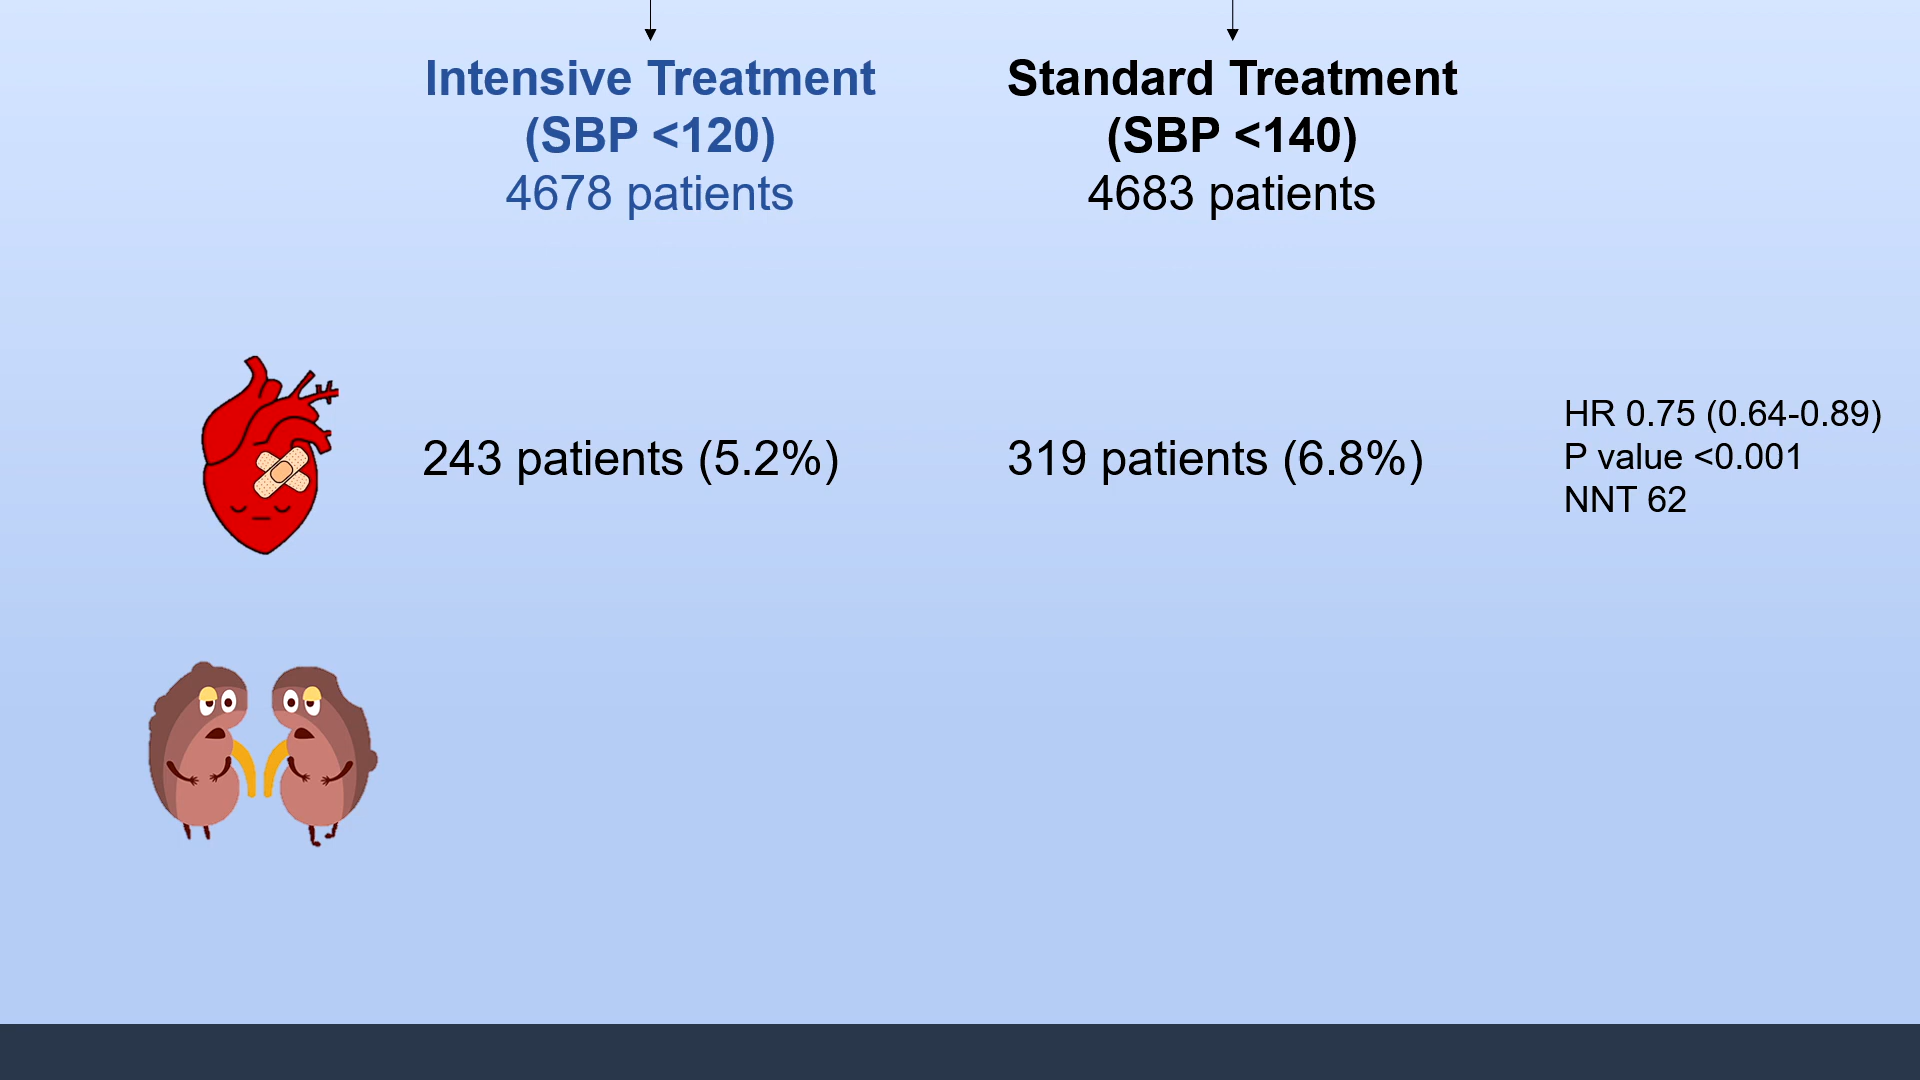 Intensive Treatment
(SBP <120)
4678 patients
Standard Treatment
(SBP <140)
4683 patients
243 patients (5.2%)
319 patients (6.8%)
HR 0.75 (0.64-0.89)
P value <0.001
NNT 62